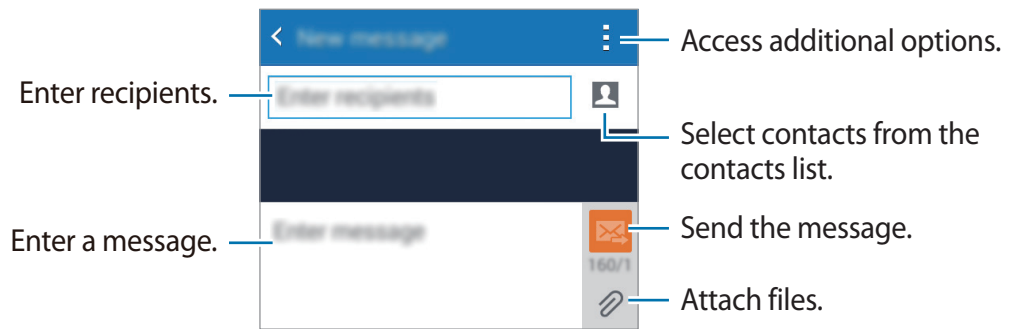 New message
Access additional options.
Enter recipients.
Enter recipients
Select contacts from the
contacts list.
Enter a message.
Enter message
Send the message.
160/1
Attach files.